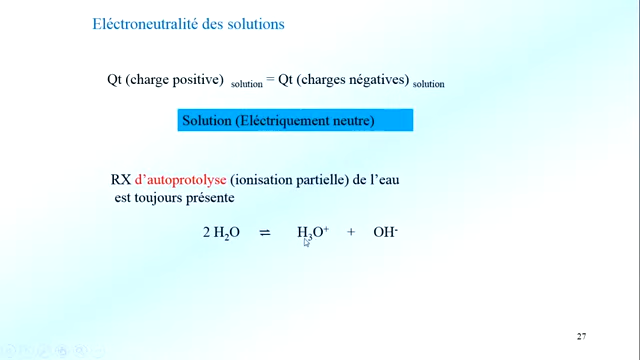 Eléctroneutralité des solutions
Qt (charge positive) solution = Qt (charges négatives) solution
Solution (Eléctriquement neutre)
RX d'autoprotolyse (ionisation partielle) de l'eau
est toujours présente
2 H₂O ⇌ H₃O⁺ + OH⁻
27